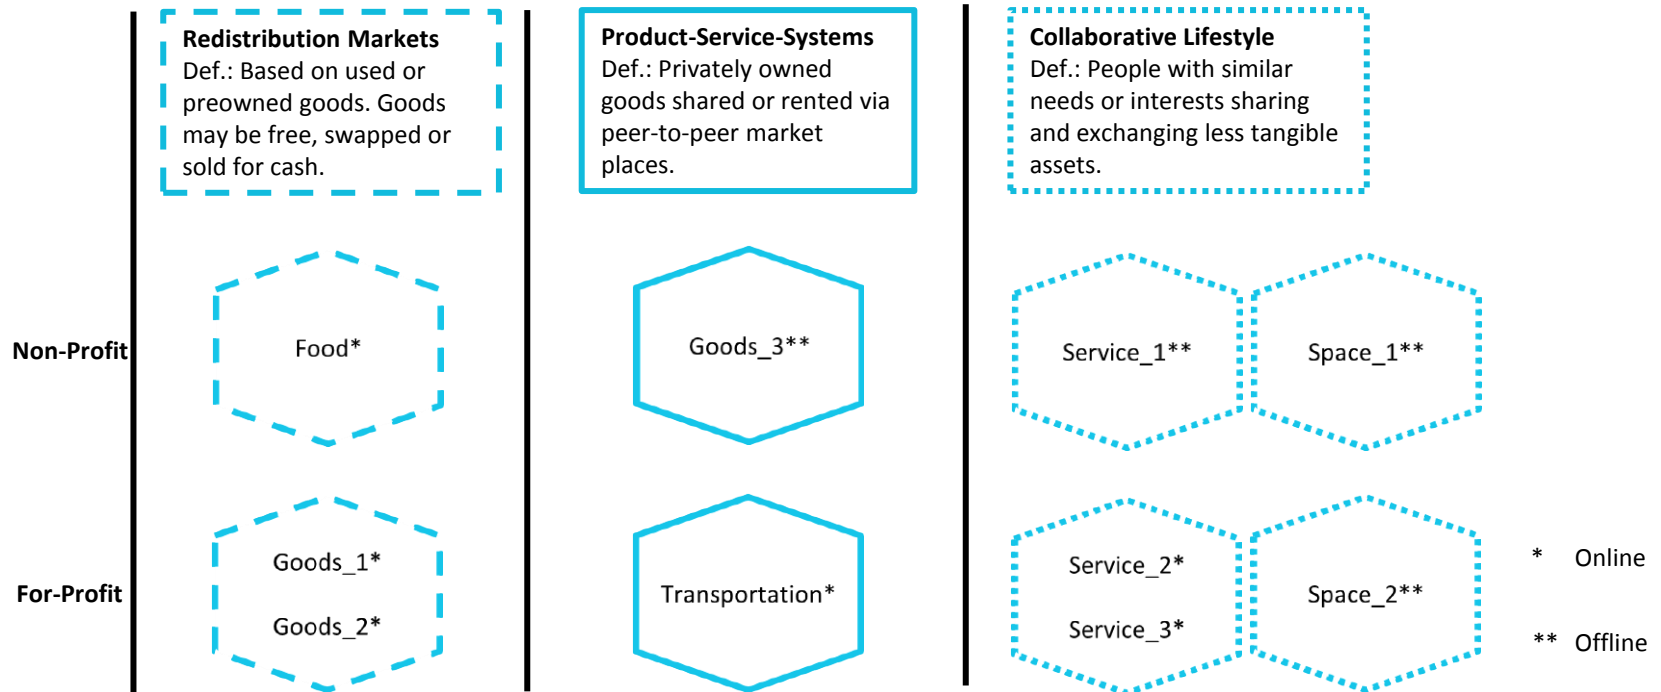 Redistribution Markets
Def.: Based on used or
preowned goods. Goods
may be free, swapped or
sold for cash.
Product-Service-Systems
Def.: Privately owned
goods shared or rented via
peer-to-peer market
places.
Collaborative Lifestyle
Def.: People with similar
needs or interests sharing
and exchanging less tangible
assets.
Non-Profit
Food*
Goods_3**
Service_1**
Space_1**
For-Profit
Goods_1*
Goods_2*
Transportation*
Service_2*
Service_3*
Space_2**
* Online
** Offline